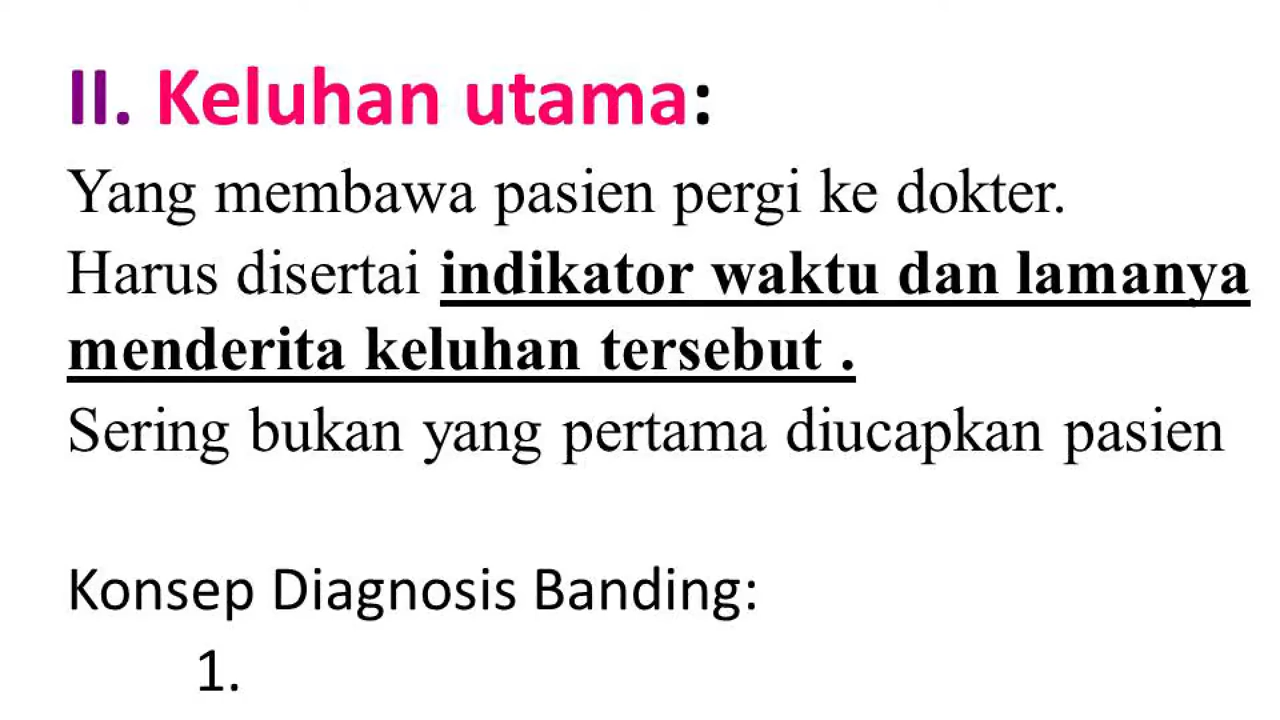 II. Keluhan utama:
Yang membawa pasien pergi ke dokter.
Harus disertai indikator waktu dan lamanya
menderita keluhan tersebut .
Sering bukan yang pertama diucapkan pasien
Konsep Diagnosis Banding:
1.